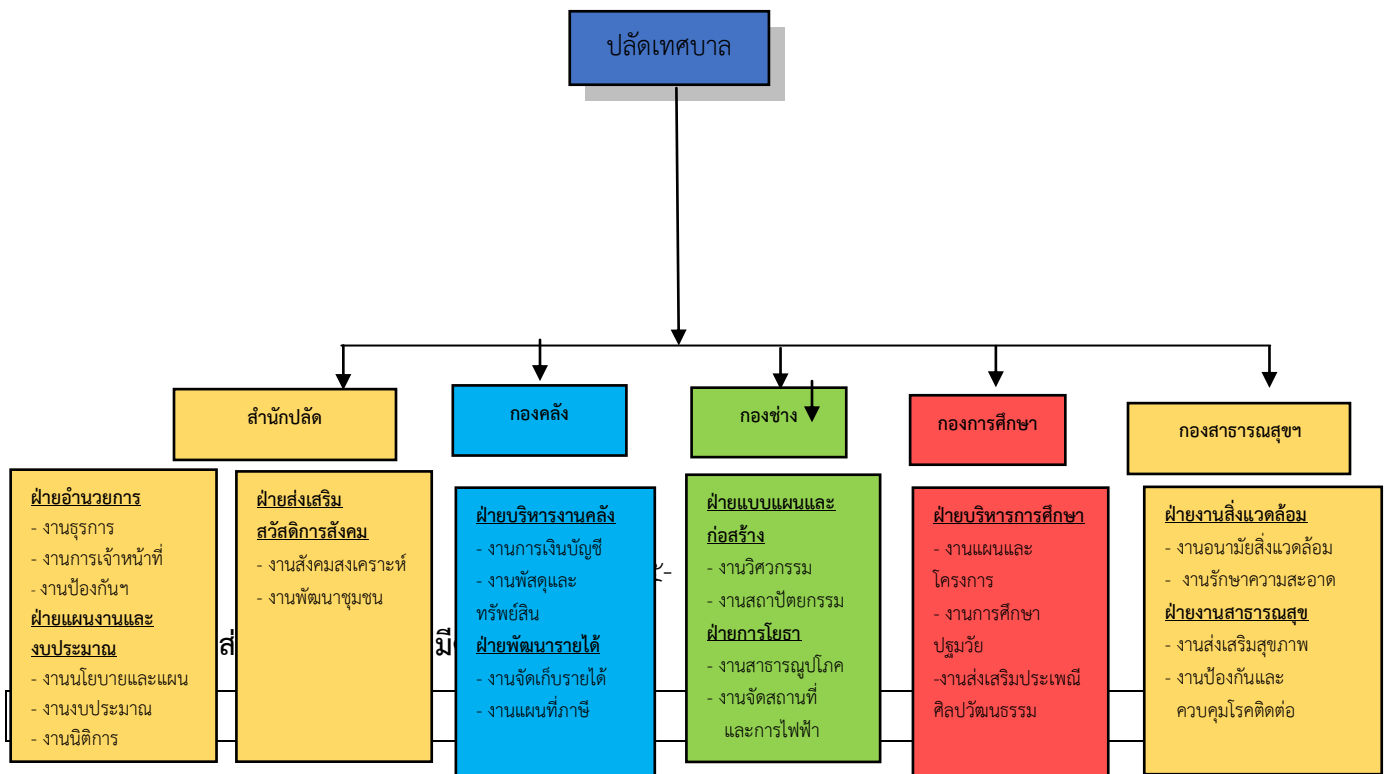 ปลัดเทศบาล
สำนักปลัด
กองคลัง
กองช่าง
กองการศึกษา
กองสาธารณสุขฯ
ฝ่ายอำนวยการ
- งานธุรการ
- งานการเจ้าหน้าที่
-งานป้องกันฯ
ฝ่ายแผนงานและ
งบประมาณ
- งานนโยบายและแผน
- งานงบประมาณ
- งานนิติการ
ฝ่ายส่งเสริม
สวัสดิการสังคม
- งานสังคมสงเคราะห์
- งานพัฒนาชุมชน
ฝ่ายบริหารงานคลัง
- งานการเงินบัญชี
- งานพัสดุและ
ทรัพย์สิน
ฝ่ายพัฒนารายได้
- งานจัดเก็บรายได้
- งานแผนที่ภาษี
ฝ่ายแบบแผนและ
ก่อสร้าง
- งานวิศวกรรม
- งานสถาปัตยกรรม
ฝ่ายการโยธา
- งานสาธารณูปโภค
- งานจัดสถานที่
และการไฟฟ้า
ฝ่ายบริหารการศึกษา
- งานแผนและ
โครงการ
- งานการศึกษา
ปฐมวัย
-งานส่งเสริมประเพณี
ศิลปวัฒนธรรม
ฝ่ายงานสิ่งแวดล้อม
- งานอนามัยสิ่งแวดล้อม
- งานรักษาความสะอาด
ฝ่ายงานสาธารณสุข
- งานส่งเสริมสุขภาพ
- งานป้องกันและ
ควบคุมโรคติดต่อ